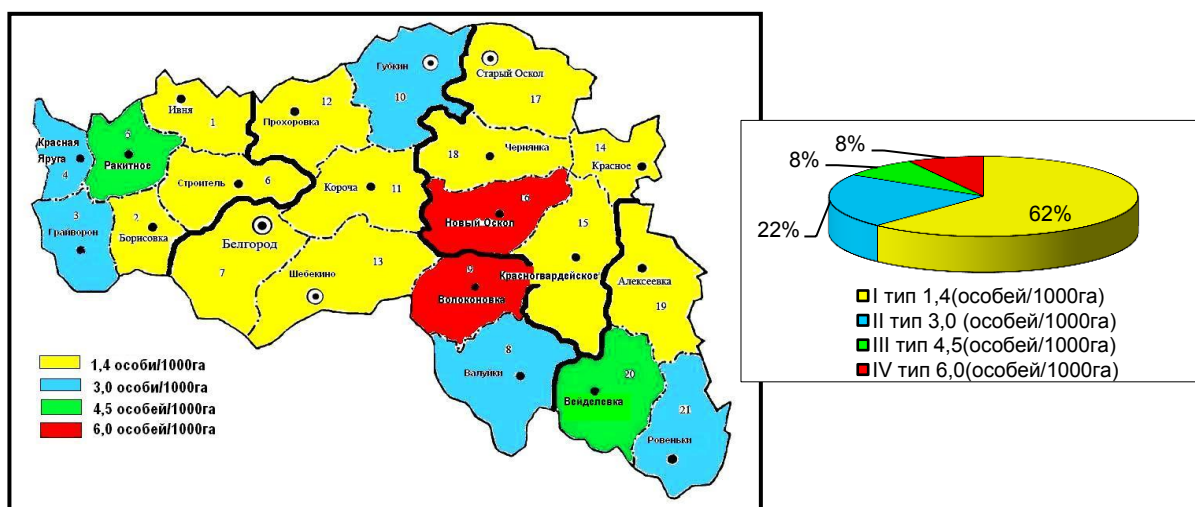 Губкин
10
Старый Оскол
17
Ивня
1
12
Прохоровка
Красная
Яруга
4
5
Ракитное
18
Чернянка
14
Красное
Строитель
6
Короча
11
3
Грайворон
2
Борисовка
16
Новый Оскол
15
Белгород
7
Шебекино
13
9
Волоконовка
Красногвардейское
Алексеевка
19
8
Валуйки
20
Вейделевка
21
Ровеньки
1,4 особи/1000га
3,0 особи/1000га
4,5 особей/1000га
6,0 особей/1000га
8%
8%
22%
62%
I тип 1,4(особей/1000га)
II тип 3,0 (особей/1000га)
III тип 4,5(особей/1000га)
IV тип 6,0(особей/1000га)